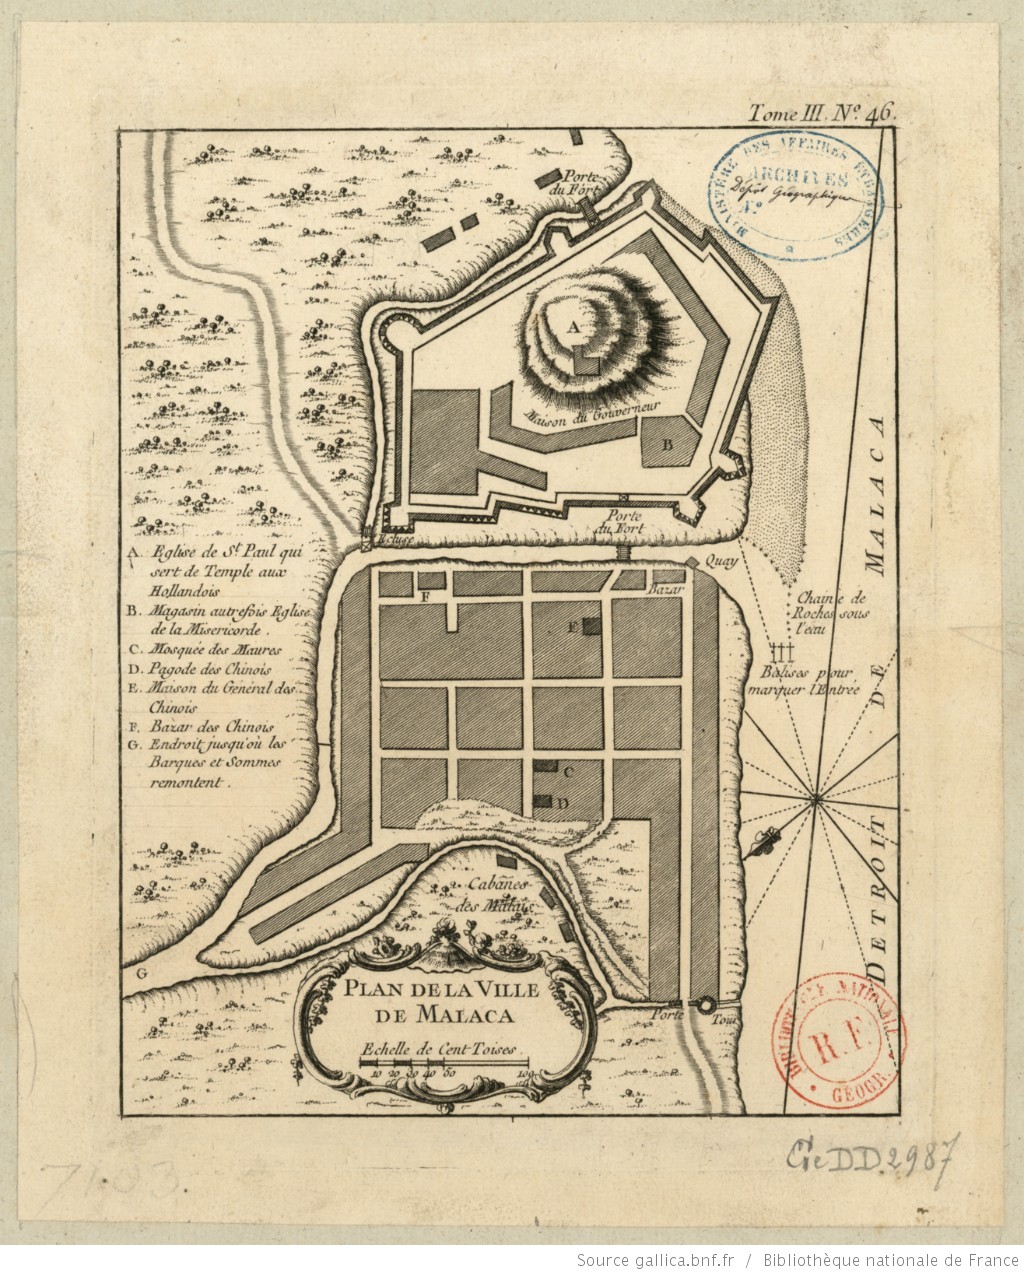 Tome III. Nº. 46.
MINISTÈRE DES AFFAIRES ETRANGÈRES
ARCHIVES
Dépôt Géographique
Nº
Porte
du Fort
A
Maison du Gouverneur
B
Porte
du Fort
Ecluse
Quay
Bazar
F
E
C
D
Chaine de
Roches sous
l'eau
Balises pour
marquer l'Entrée
DETROIT DE MALACA
A. Eglise de St. Paul qui
sert de Temple aux
Hollandois
B. Magasin autrefois Eglise
de la Misericorde.
C. Mosquée des Maures
D. Pagode des Chinois
E. Maison du Général des
Chinois
F. Bazar des Chinois
G. Endroit jusqu'où les
Barques et Sommes
remontent.
Cabanes
des Malais
G
PLAN DE LA VILLE
DE MALACA
Echelle de Cent Toises.
10 20 30 40 50 100
Porte
Tour
BIBLIOTHÈQUE NATIONALE
R.F.
GÉOGR.
Ge DD.2987
Source gallica.bnf.fr / Bibliothèque nationale de France